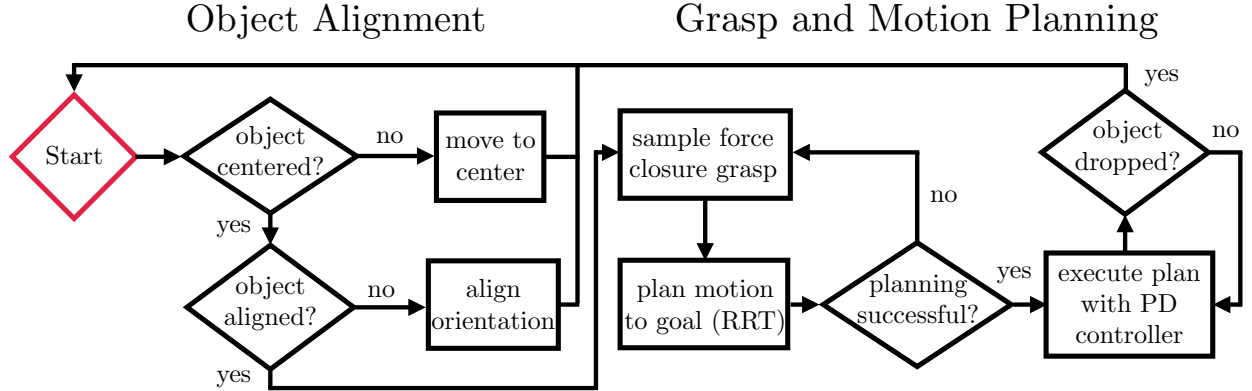 Object Alignment
Grasp and Motion Planning
Start
object
centered?
no
move to
center
yes
object
aligned?
no
align
orientation
yes
sample force
closure grasp
plan motion
to goal (RRT)
planning
successful?
no
yes
execute plan
with PD
controller
object
dropped?
yes
no